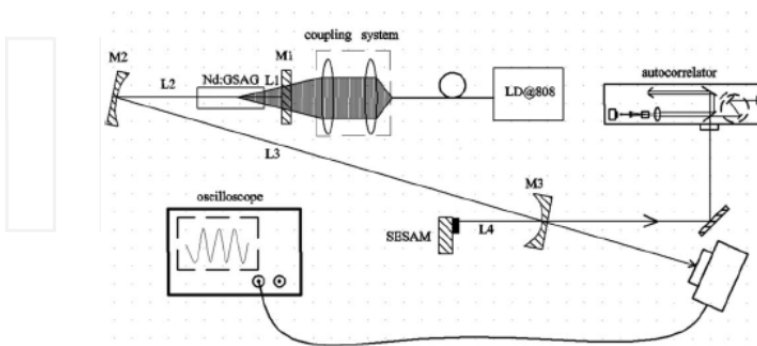 coupling system
M2
M1
Nd:GSAG
L1
L2
LD@808
autocorrelator
L3
M3
oscilloscope
SESAM
L4